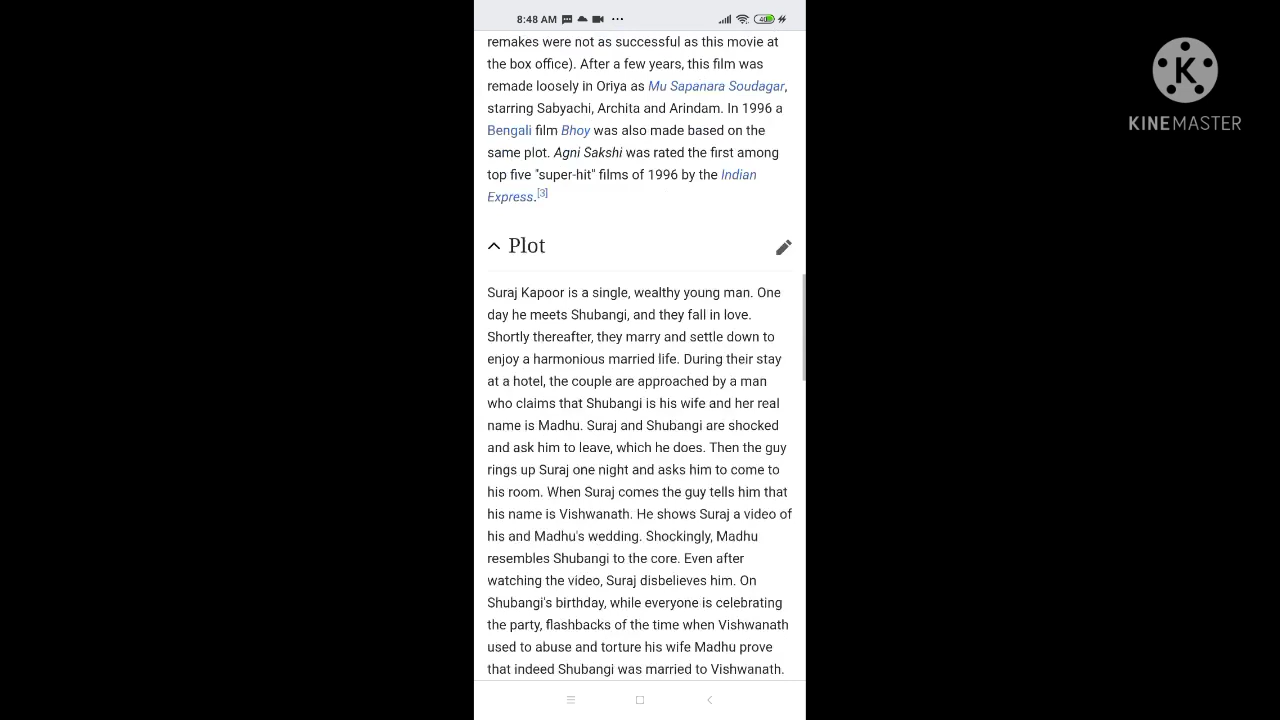 8:48 AM
40
remakes were not as successful as this movie at
the box office). After a few years, this film was
remade loosely in Oriya as Mu Sapanara Soudagar,
starring Sabyachi, Archita and Arindam. In 1996 a
Bengali film Bhoy was also made based on the
same plot. Agni Sakshi was rated the first among
top five "super-hit" films of 1996 by the Indian
Express.[3]
Plot
Suraj Kapoor is a single, wealthy young man. One
day he meets Shubangi, and they fall in love.
Shortly thereafter, they marry and settle down to
enjoy a harmonious married life. During their stay
at a hotel, the couple are approached by a man
who claims that Shubangi is his wife and her real
name is Madhu. Suraj and Shubangi are shocked
and ask him to leave, which he does. Then the guy
rings up Suraj one night and asks him to come to
his room. When Suraj comes the guy tells him that
his name is Vishwanath. He shows Suraj a video of
his and Madhu's wedding. Shockingly, Madhu
resembles Shubangi to the core. Even after
watching the video, Suraj disbelieves him. On
Shubangi's birthday, while everyone is celebrating
the party, flashbacks of the time when Vishwanath
used to abuse and torture his wife Madhu prove
that indeed Shubangi was married to Vishwanath.
K
KINEMASTER